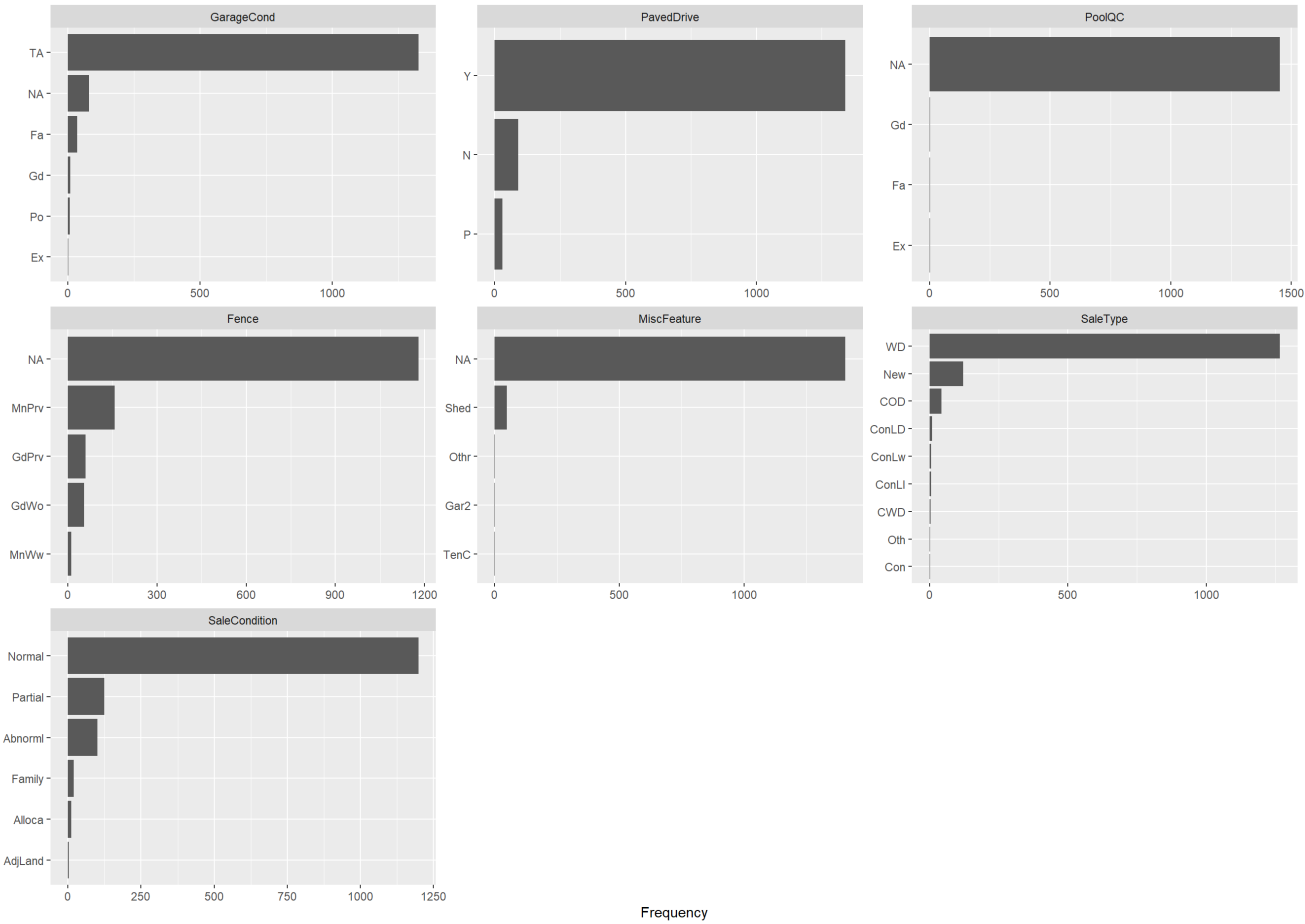 GarageCond
TA
NA
Fa
Gd
Po
Ex
0 500 1000
PavedDrive
Y
N
P
0 500 1000
PoolQC
NA
Gd
Fa
Ex
0 500 1000 1500
Fence
NA
MnPrv
GdPrv
GdWo
MnWw
0 300 600 900 1200
MiscFeature
NA
Shed
Othr
Gar2
TenC
0 500 1000
SaleType
WD
New
COD
ConLD
ConLw
ConLI
CWD
Oth
Con
0 500 1000
SaleCondition
Normal
Partial
Abnorml
Family
Alloca
AdjLand
0 250 500 750 1000 1250
Frequency